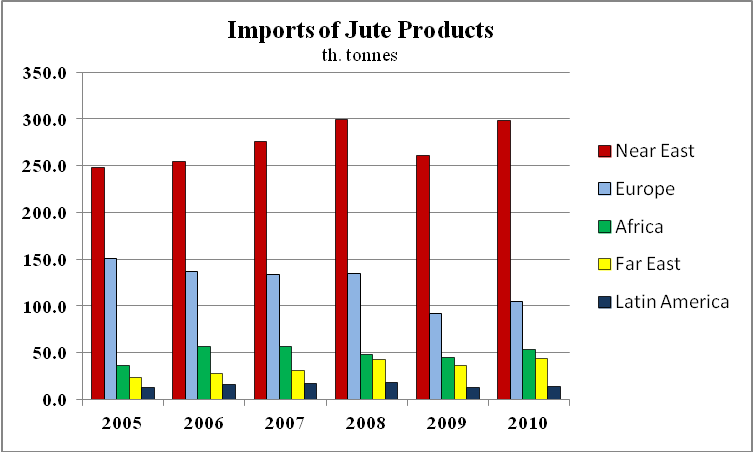 Imports of Jute Products
th. tonnes
350.0
300.0
250.0
200.0
150.0
100.0
50.0
0.0
2005 2006 2007 2008 2009 2010
Near East
Europe
Africa
Far East
Latin America